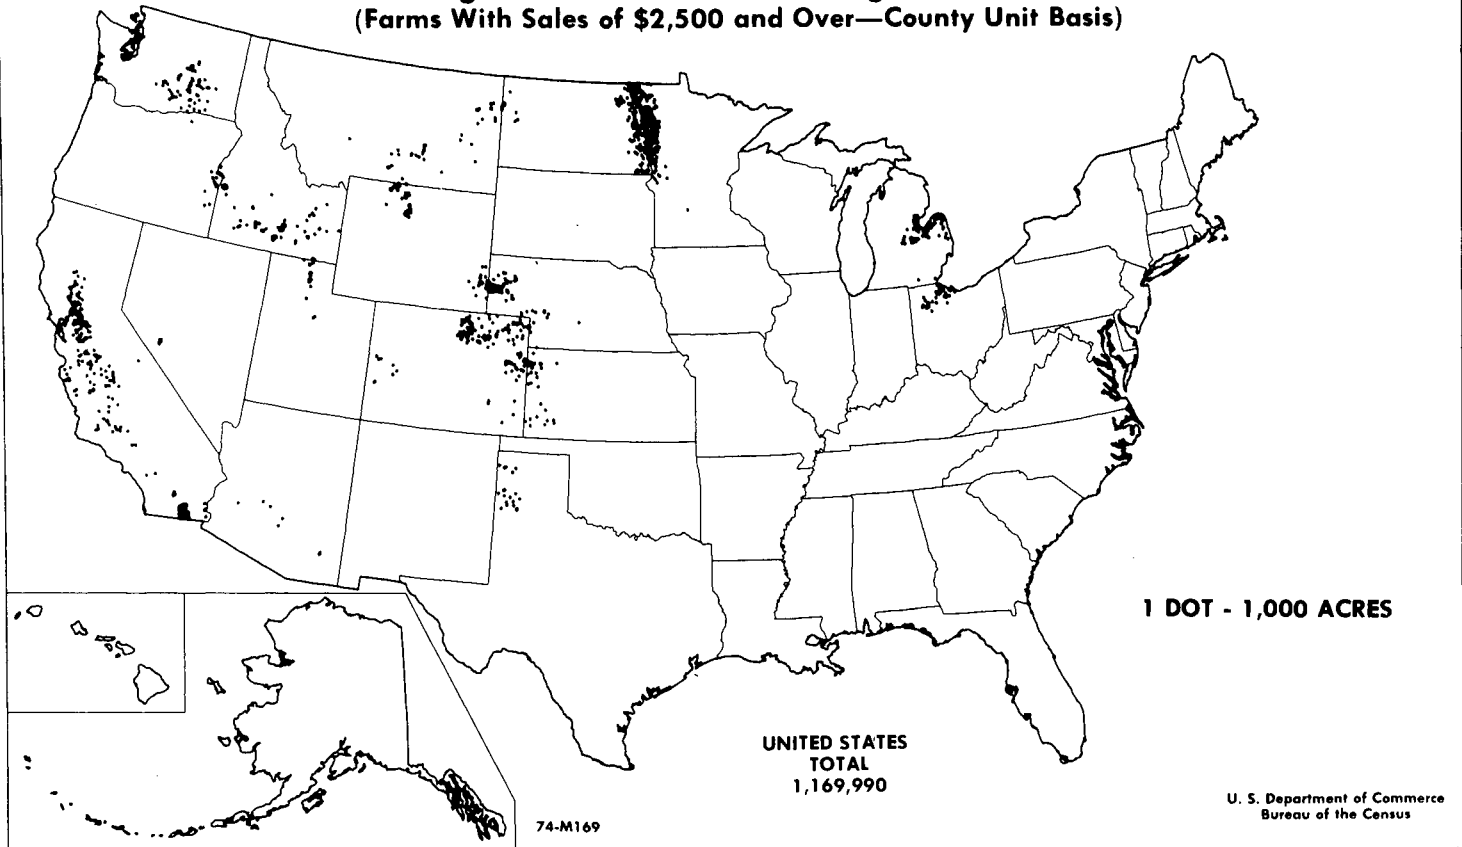 (Farms With Sales of $2,500 and Over—County Unit Basis)
1 DOT - 1,000 ACRES
UNITED STATES
TOTAL
1,169,990
U. S. Department of Commerce
Bureau of the Census
74-M169